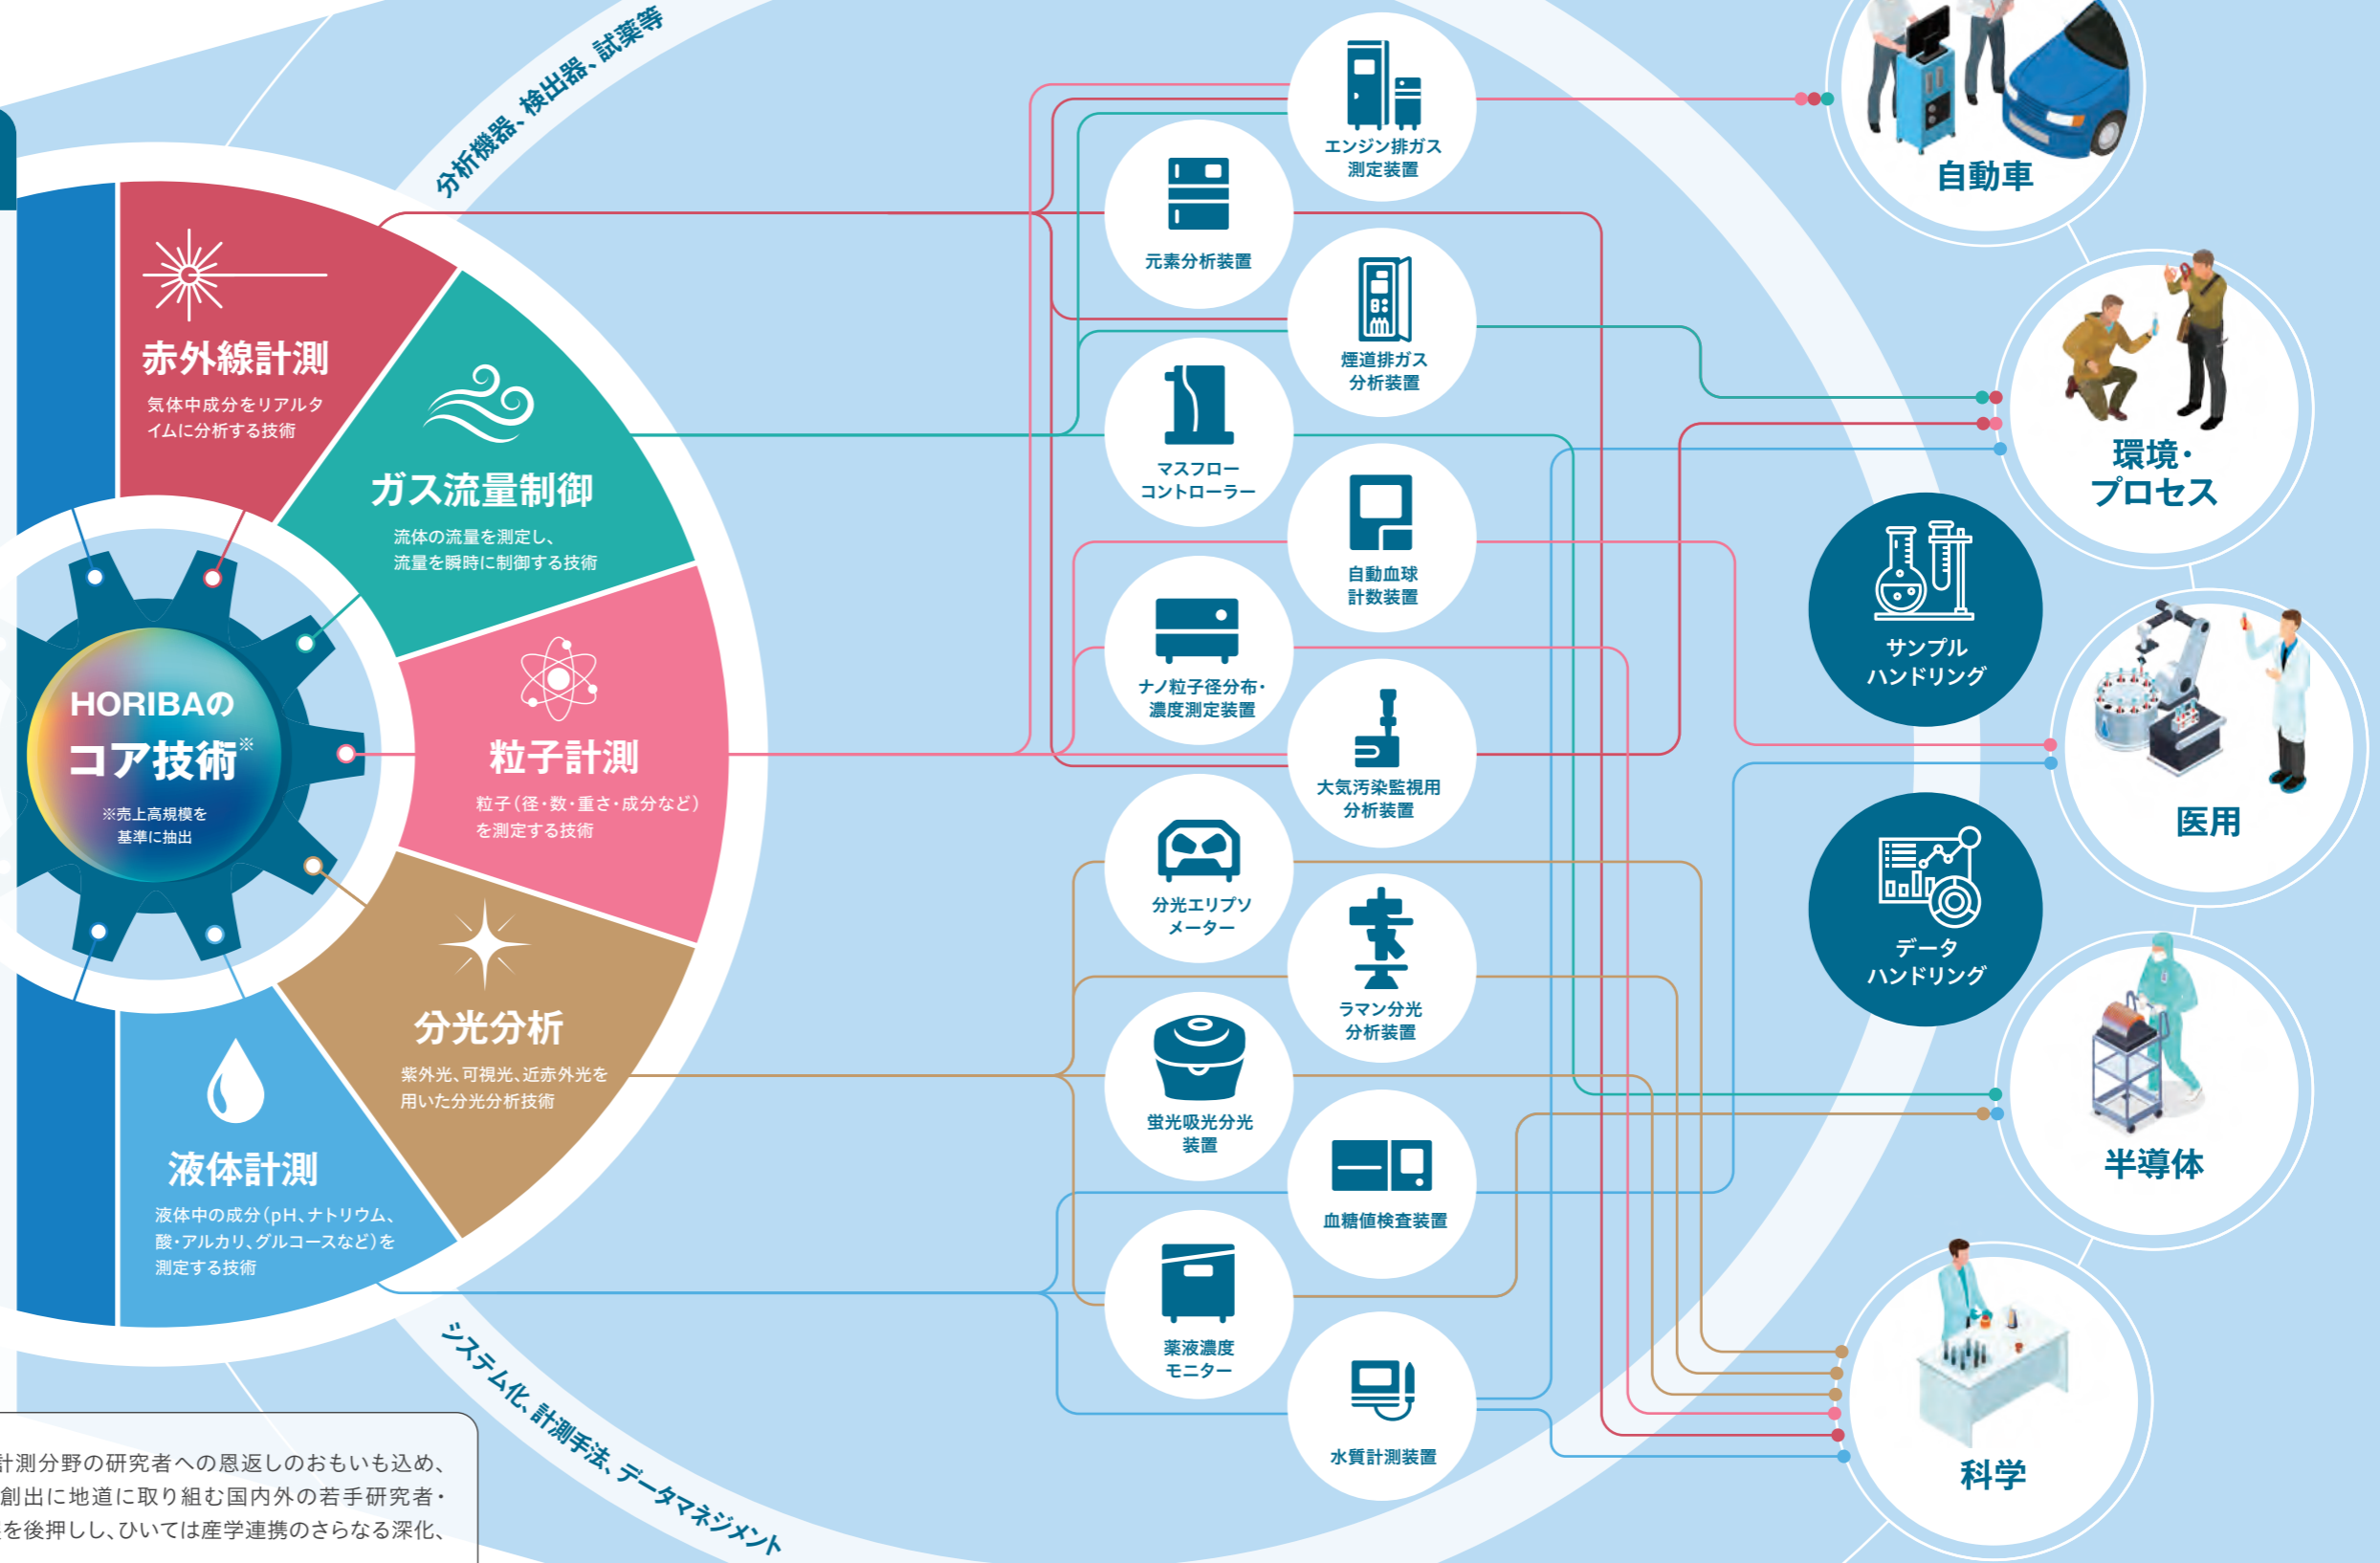 分析機器、検出器、試薬等
赤外線計測
気体中成分をリアルタ
イムに分析する技術
ガス流量制御
流体の流量を測定し、
流量を瞬時に制御する技術
粒子計測
粒子(径・数・重さ・成分など)
を測定する技術
分光分析
紫外光、可視光、近赤外光を
用いた分光分析技術
液体計測
液体中の成分(pH、ナトリウム、
酸・アルカリ、グルコースなど)を
測定する技術
HORIBAの
コア技術※
※売上高規模を
基準に抽出
システム化、計測手法、データマネジメント
エンジン排ガス
測定装置
元素分析装置
煙道排ガス
分析装置
マスフロー
コントローラー
自動血球
計数装置
ナノ粒子径分布・
濃度測定装置
大気汚染監視用
分析装置
分光エリプソ
メーター
ラマン分光
分析装置
蛍光吸光分光
装置
血糖値検査装置
薬液濃度
モニター
水質計測装置
サンプル
ハンドリング
データ
ハンドリング
自動車
環境・
プロセス
医用
半導体
科学
計測分野の研究者への恩返しのおもいも込め、
創出に地道に取り組む国内外の若手研究者・
を後押しし、ひいては産学連携のさらなる深化、